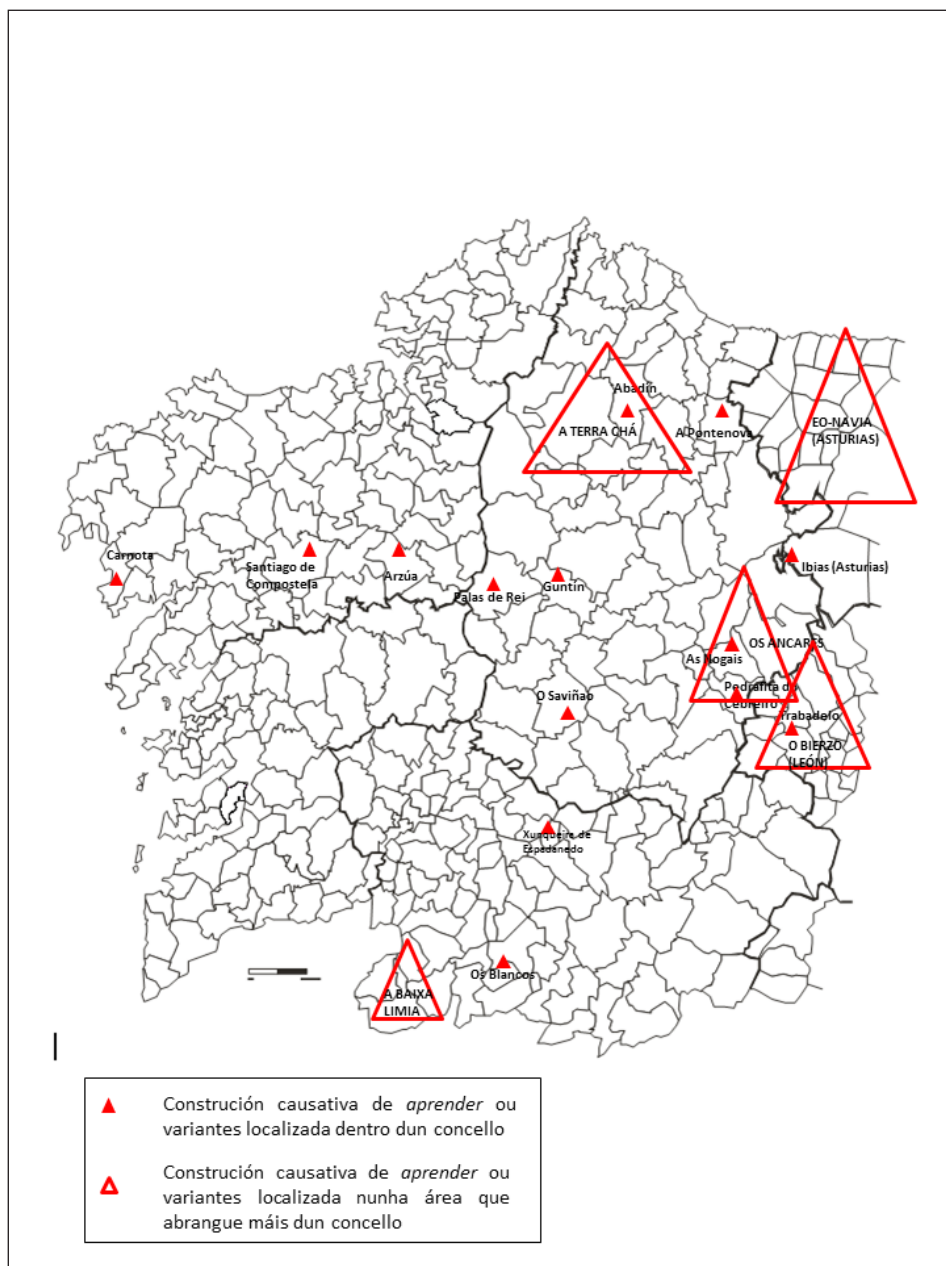 Abadín
A TERRA CHÁ
A Pontenova
EO-NAVIA
(ASTURIAS)
Carnota
Santiago de
Compostela
Arzúa
Palas de Rei
Guntín
Ibias (Asturias)
As Nogais
OS ANCARES
Pedrafita do
Cebreiro
Trabadelo
O BIERZO
(LEÓN)
O Saviñao
Xunqueira de
Espadanedo
Os Blancos
A BAIXA
LIMIA
Construción causativa de aprender ou
variantes localizada dentro dun concello
Construción causativa de aprender ou
variantes localizada nunha área que
abrangue máis dun concello